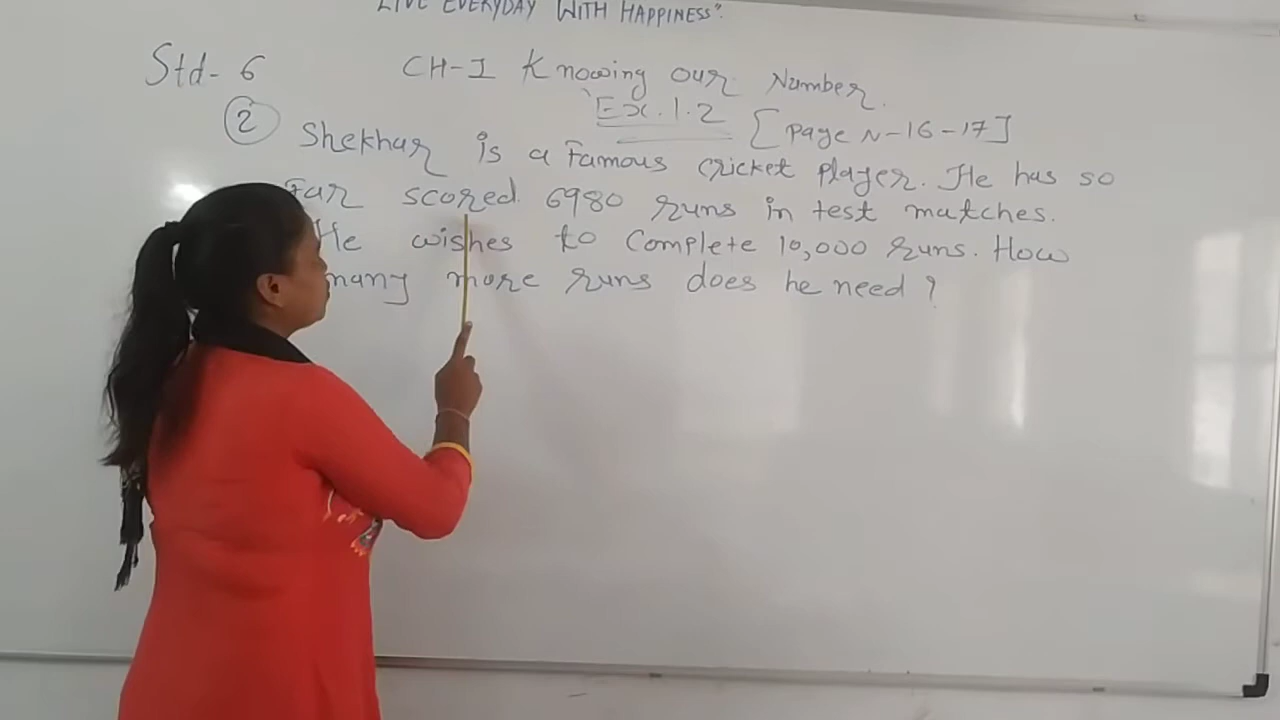 LIVE EVERYDAY WITH HAPPINESS".
Std- 6 CH-I Knowing our Number.
Ex. 1.2 [Page N-16-17]
② Shekhar is a Famous cricket player. He has so
Far scored 6980 runs in test matches.
He wishes to Complete 10,000 runs. How
many more runs does he need ?